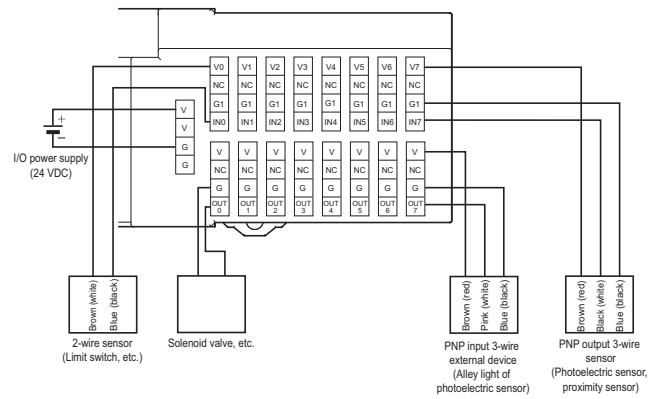 V0 V1 V2 V3 V4 V5 V6 V7
NC NC NC NC NC NC NC NC
G1 G1 G1 G1 G1 G1 G1 G1
IN0 IN1 IN2 IN3 IN4 IN5 IN6 IN7
V
V
G
G
+
−
I/O power supply
(24 VDC)
V V V V V V V V
NC NC NC NC NC NC NC NC
G G G G G G G G
OUT OUT OUT OUT OUT OUT OUT OUT
0 1 2 3 4 5 6 7
Brown (white)
Blue (black)
2-wire sensor
(Limit switch, etc.)
Solenoid valve, etc.
Brown (red)
Pink (white)
Blue (black)
PNP input 3-wire
external device
(Alley light of
photoelectric sensor)
Brown (red)
Black (white)
Blue (black)
PNP output 3-wire
sensor
(Photoelectric sensor,
proximity sensor)